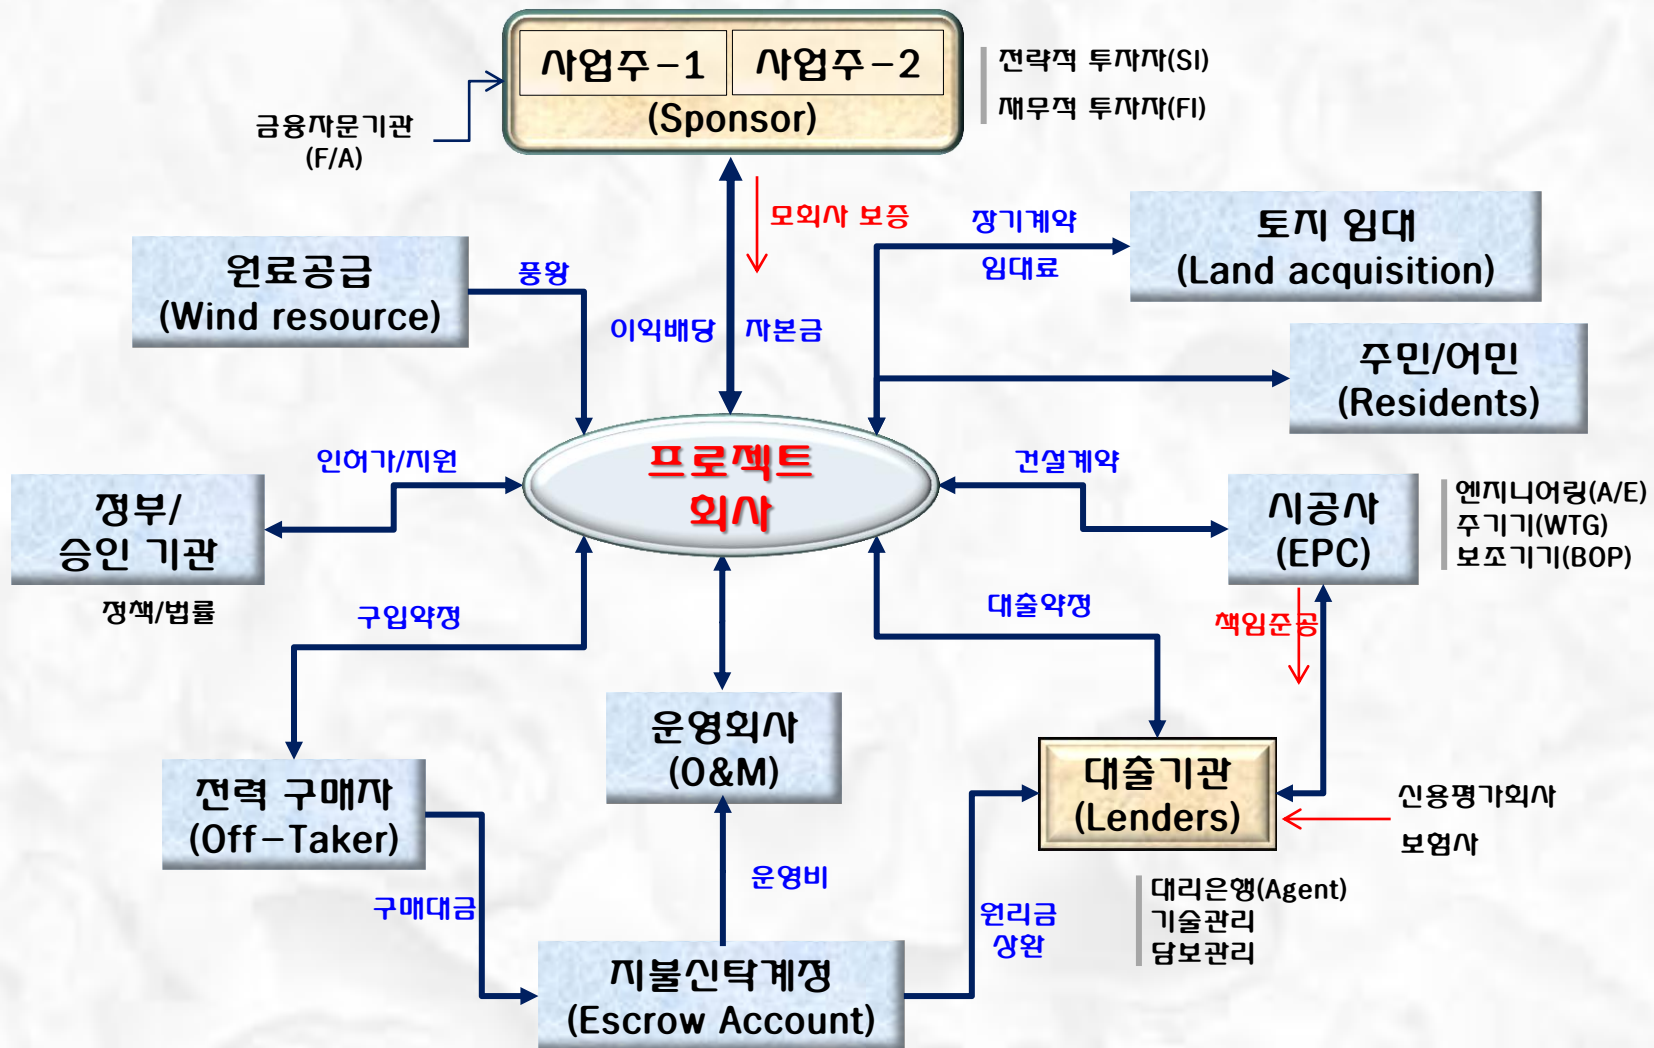 사업주-1
사업주-2
(Sponsor)
전략적 투자자(SI)
재무적 투자자(FI)
금융자문기관
(F/A)
모회사 보증
장기계약
임대료
토지 임대
(Land acquisition)
원료공급
(Wind resource)
풍황
이익배당
자본금
주민/어민
(Residents)
프로젝트
회사
인허가/지원
건설계약
정부/
승인 기관
정책/법률
시공사
(EPC)
엔지니어링(A/E)
주기기(WTG)
보조기기(BOP)
구입약정
대출약정
책임준공
운영회사
(O&M)
전력 구매자
(Off-Taker)
대출기관
(Lenders)
신용평가회사
보험사
구매대금
운영비
원리금
상환
대리은행(Agent)
기술관리
담보관리
지불신탁계정
(Escrow Account)